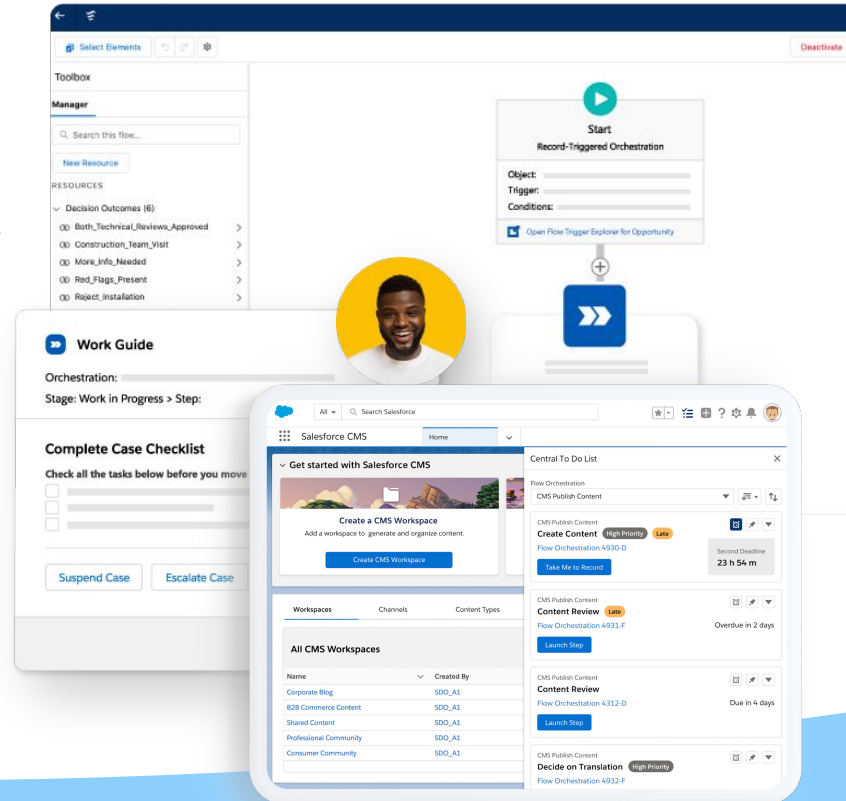 Select Elements
Deactivate
Toolbox
Manager
Search this flow...
New Resource
RESOURCES
Decision Outcomes (6)
Both_Technical_Reviews_Approved
Construction_Team_Visit
More_Info_Needed
Red_Flags_Present
Reject_Installation
Start
Record-Triggered Orchestration
Object:
Trigger:
Conditions:
Open Flow Trigger Explorer for Opportunity
Work Guide
Orchestration:
Stage: Work in Progress > Step:
Complete Case Checklist
Check all the tasks below before you move
Suspend Case Escalate Case
All Search Salesforce
Salesforce CMS Home
Get started with Salesforce CMS
Create a CMS Workspace
Add a workspace to generate and organize content.
Create CMS Workspace
Workspaces Channels Content Types
All CMS Workspaces
Name Created By
Corporate Blog SDO_A1
B2B Commerce Content SDO_A1
Shared Content SDO_A1
Professional Community SDO_A1
Consumer Community SDO_A1
Central To Do List
Flow Orchestration
CMS Publish Content
CMS Publish Content
Create Content High Priority Late
Flow Orchestration 4930-D
Take Me to Record
Second Deadline
23 h 54 m
CMS Publish Content
Content Review Late
Flow Orchestration 4931-F
Overdue in 2 days
Launch Step
CMS Publish Content
Content Review
Flow Orchestration 4312-D
Due in 4 days
Launch Step
CMS Publish Content
Decide on Translation High Priority
Flow Orchestration 4932-F